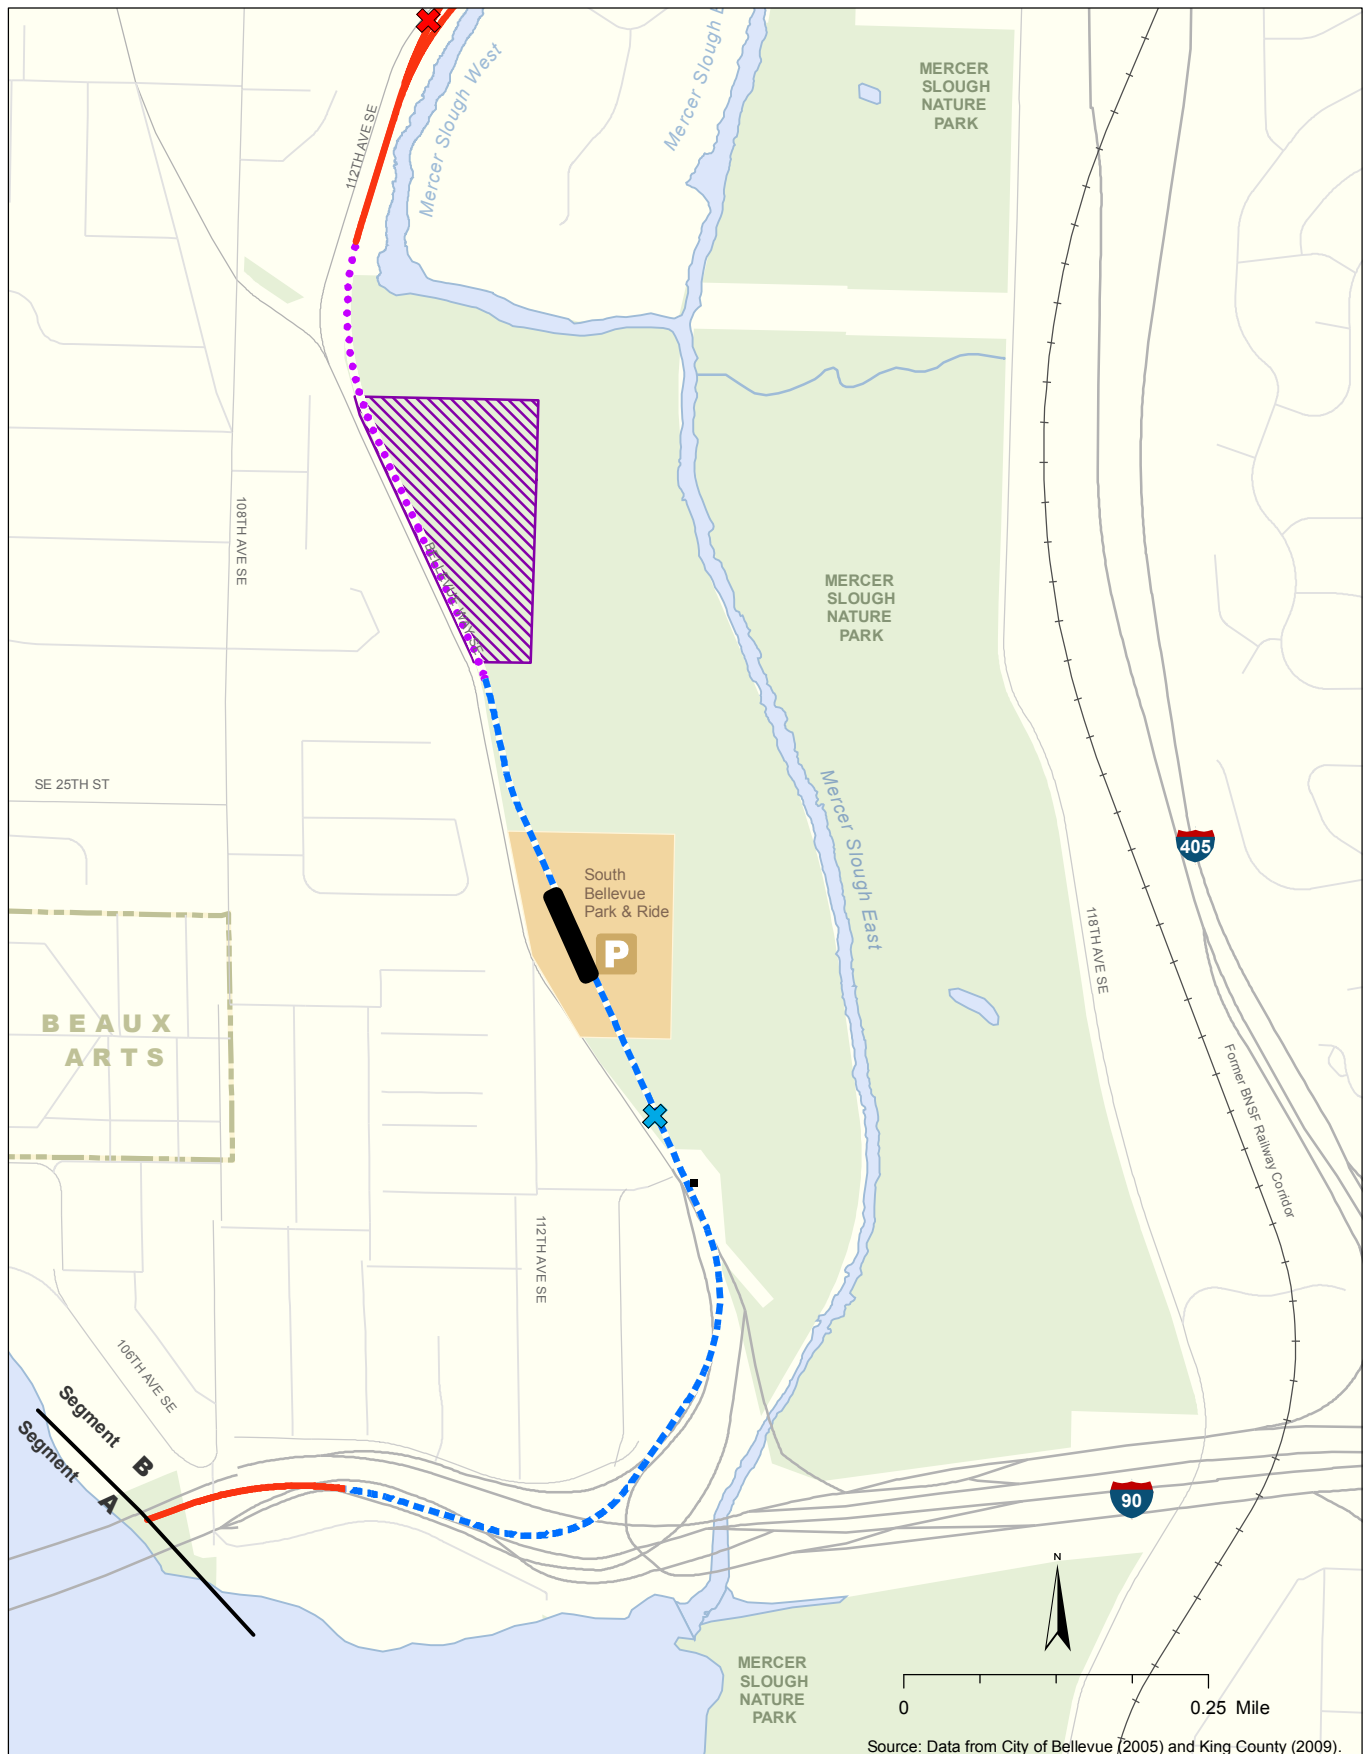 MERCER
SLOUGH
NATURE
PARK
Mercer Slough West
Mercer Slough E
112TH AVE SE
108TH AVE SE
BELLEVUE WAY SE
MERCER
SLOUGH
NATURE
PARK
SE 25TH ST
Mercer Slough East
405
South
Bellevue
Park & Ride
P
118TH AVE SE
BEAUX
ARTS
Former BNSF Railway Corridor
112TH AVE SE
106TH AVE SE
Segment B
Segment A
90
N
MERCER
SLOUGH
NATURE
PARK
0 0.25 Mile
Source: Data from City of Bellevue (2005) and King County (2009).